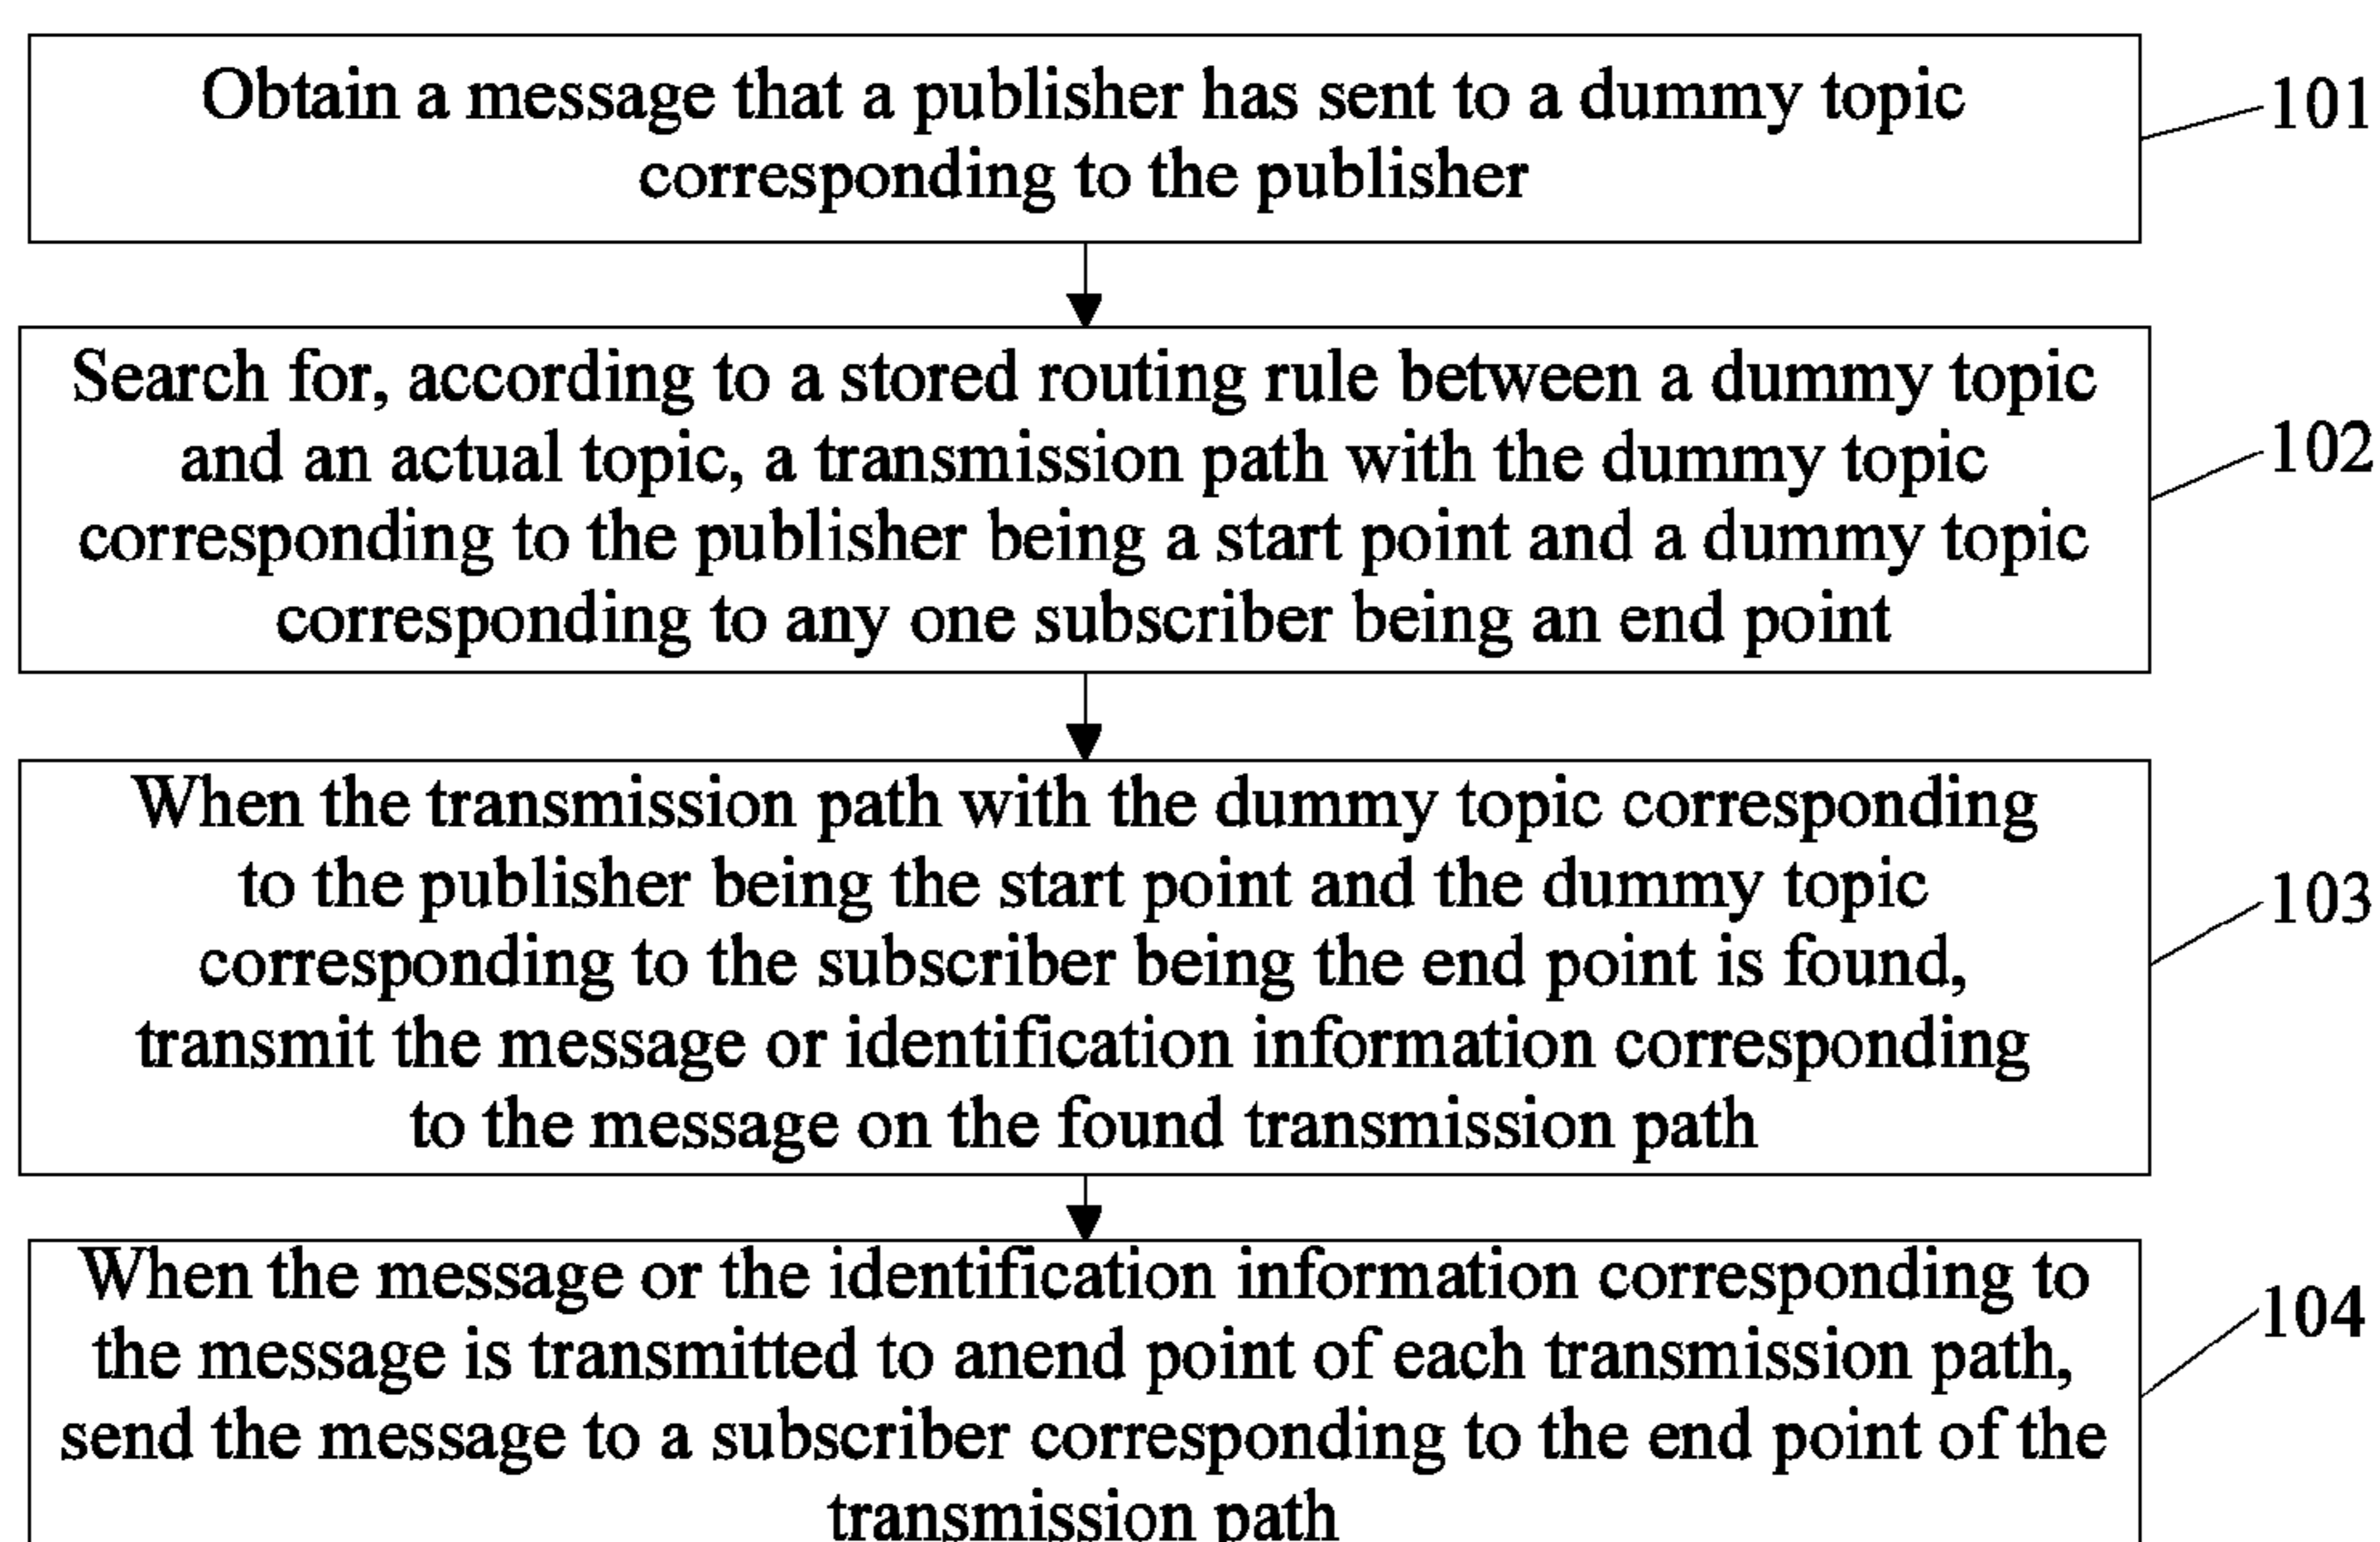 Obtain a message that a publisher has sent to a dummy topic
corresponding to the publisher
101
Search for, according to a stored routing rule between a dummy topic
and an actual topic, a transmission path with the dummy topic
corresponding to the publisher being a start point and a dummy topic
corresponding to any one subscriber being an end point
102
When the transmission path with the dummy topic corresponding
to the publisher being the start point and the dummy topic
corresponding to the subscriber being the end point is found,
transmit the message or identification information corresponding
to the message on the found transmission path
103
When the message or the identification information corresponding to
the message is transmitted to anend point of each transmission path,
send the message to a subscriber corresponding to the end point of the
transmission path
104